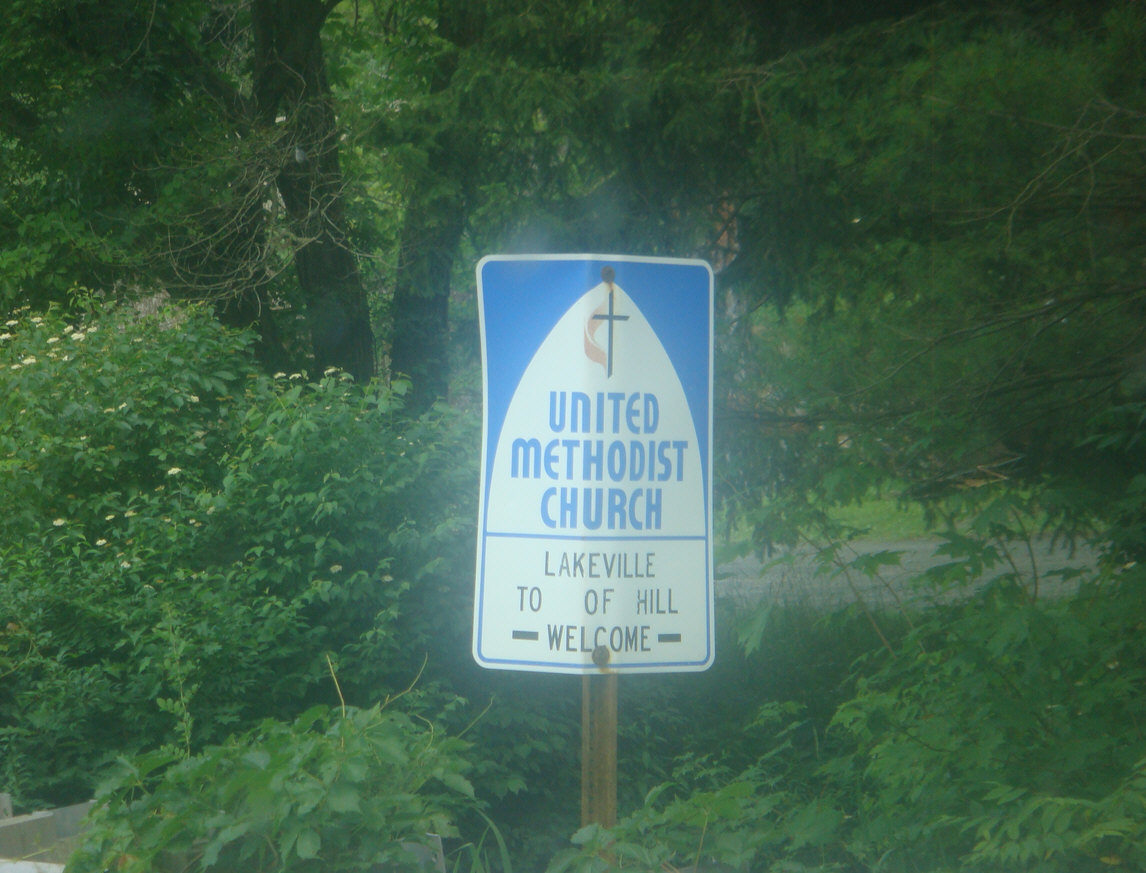 UNITED
METHODIST
CHURCH
LAKEVILLE
TO OF HILL
WELCOME